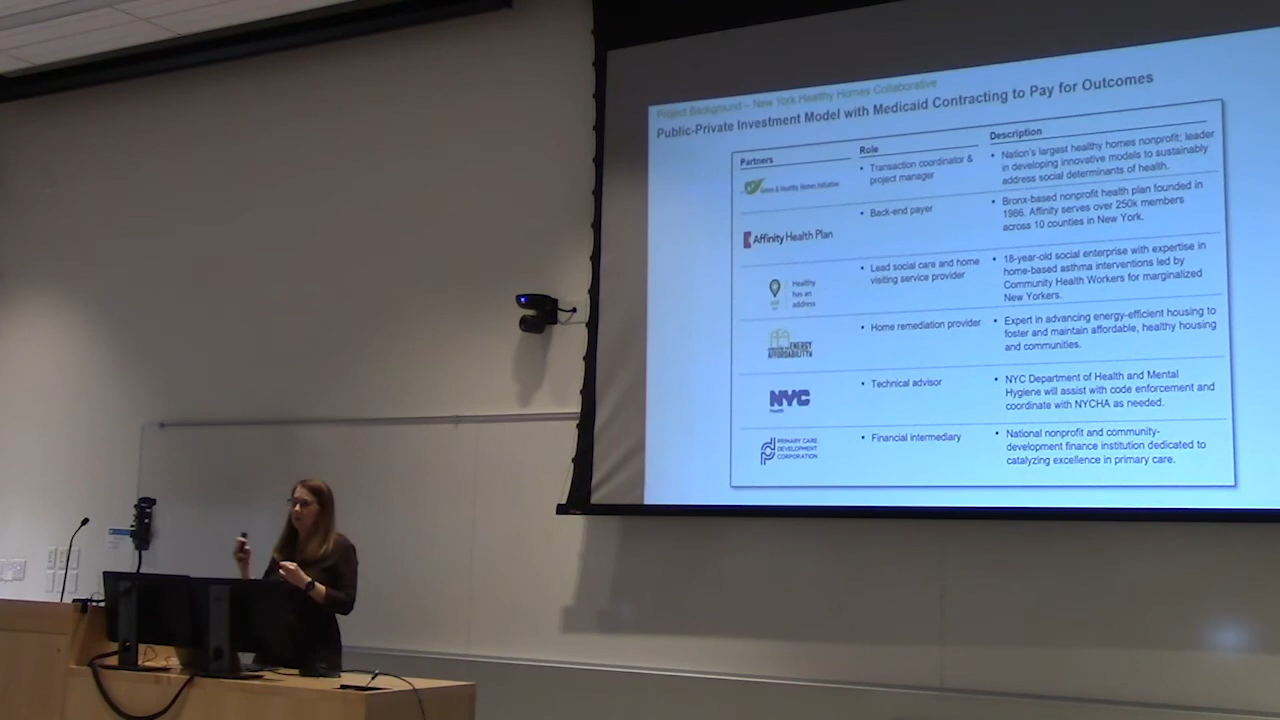 Project Background – New York Healthy Homes Collaborative
Public-Private Investment Model with Medicaid Contracting to Pay for Outcomes
Partners
Role
Description
Green & Healthy Homes Initiative
• Transaction coordinator &
project manager
• Nation's largest healthy homes nonprofit; leader
in developing innovative models to sustainably
address social determinants of health.
Affinity Health Plan
• Back-end payer
• Bronx-based nonprofit health plan founded in
1986. Affinity serves over 250k members
across 10 counties in New York.
Healthy
has an
address
• Lead social care and home
visiting service provider
• 18-year-old social enterprise with expertise in
home-based asthma interventions led by
Community Health Workers for marginalized
New Yorkers.
ENERGY
AFFORDABILITY
• Home remediation provider
• Expert in advancing energy-efficient housing to
foster and maintain affordable, healthy housing
and communities.
NYC
Health
• Technical advisor
• NYC Department of Health and Mental
Hygiene will assist with code enforcement and
coordinate with NYCHA as needed.
PRIMARY CARE
DEVELOPMENT
CORPORATION
• Financial intermediary
• National nonprofit and community-
development finance institution dedicated to
catalyzing excellence in primary care.